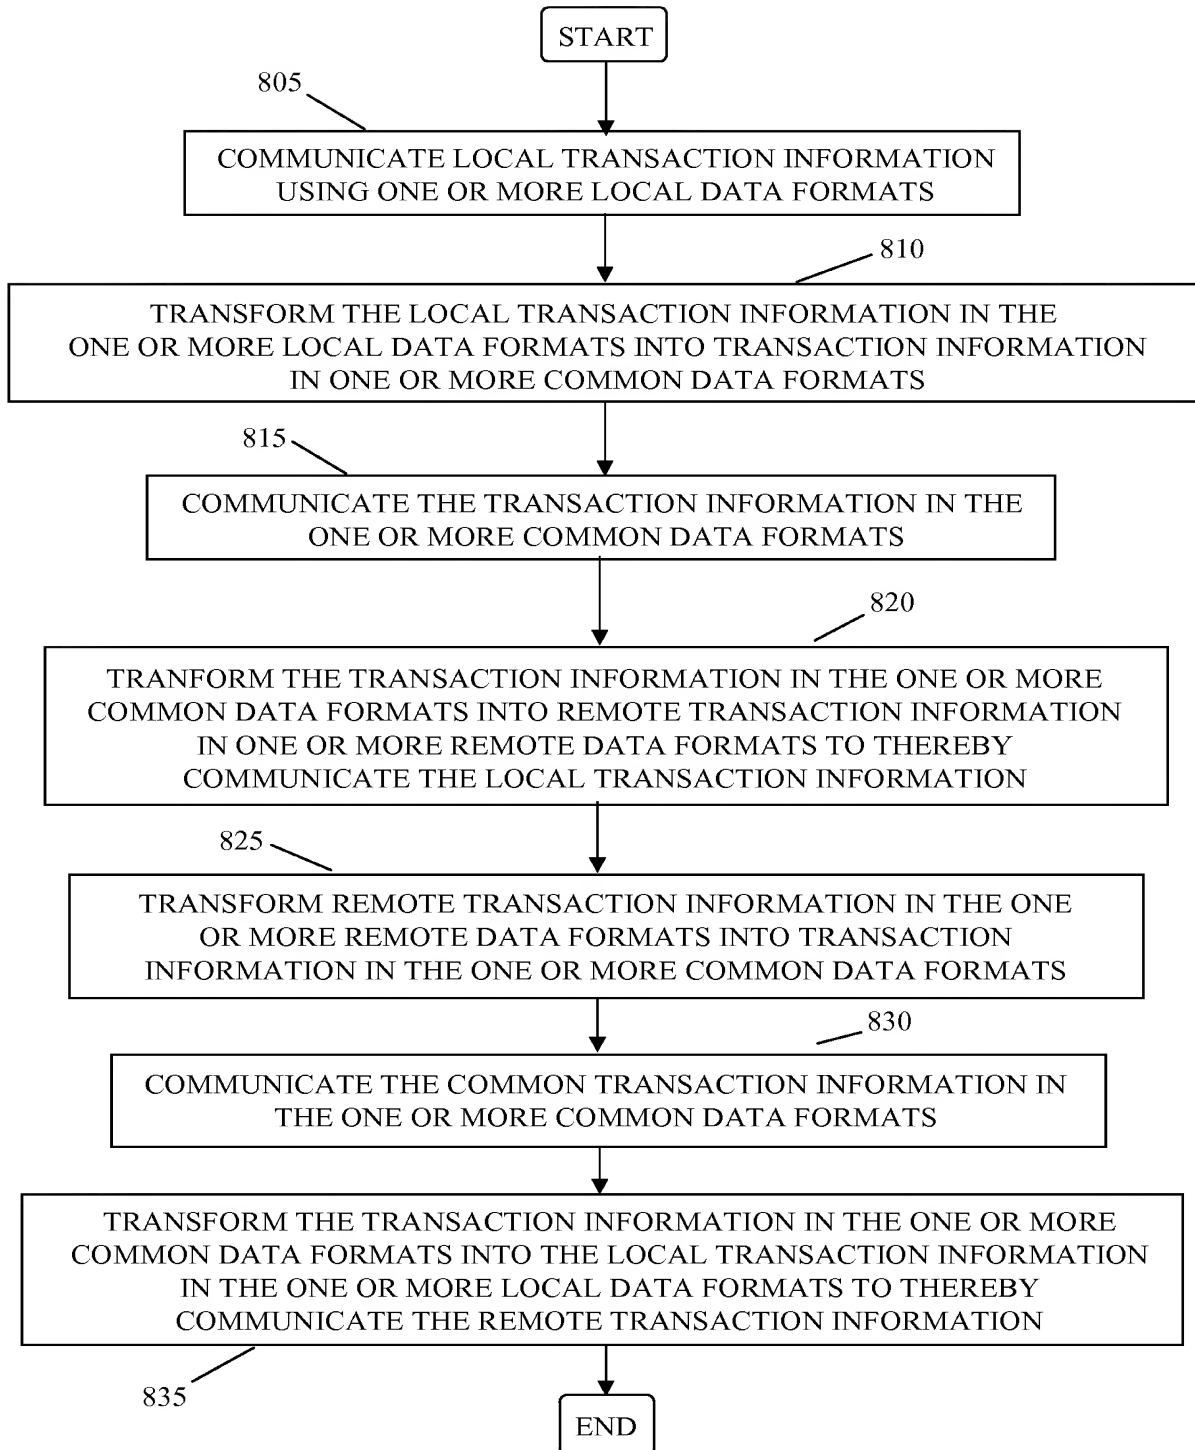 START
805
COMMUNICATE LOCAL TRANSACTION INFORMATION
USING ONE OR MORE LOCAL DATA FORMATS
810
TRANSFORM THE LOCAL TRANSACTION INFORMATION IN THE
ONE OR MORE LOCAL DATA FORMATS INTO TRANSACTION INFORMATION
IN ONE OR MORE COMMON DATA FORMATS
815
COMMUNICATE THE TRANSACTION INFORMATION IN THE
ONE OR MORE COMMON DATA FORMATS
820
TRANFORM THE TRANSACTION INFORMATION IN THE ONE OR MORE
COMMON DATA FORMATS INTO REMOTE TRANSACTION INFORMATION
IN ONE OR MORE REMOTE DATA FORMATS TO THEREBY
COMMUNICATE THE LOCAL TRANSACTION INFORMATION
825
TRANSFORM REMOTE TRANSACTION INFORMATION IN THE ONE
OR MORE REMOTE DATA FORMATS INTO TRANSACTION
INFORMATION IN THE ONE OR MORE COMMON DATA FORMATS
830
COMMUNICATE THE COMMON TRANSACTION INFORMATION IN
THE ONE OR MORE COMMON DATA FORMATS
TRANSFORM THE TRANSACTION INFORMATION IN THE ONE OR MORE
COMMON DATA FORMATS INTO THE LOCAL TRANSACTION INFORMATION
IN THE ONE OR MORE LOCAL DATA FORMATS TO THEREBY
COMMUNICATE THE REMOTE TRANSACTION INFORMATION
835
END